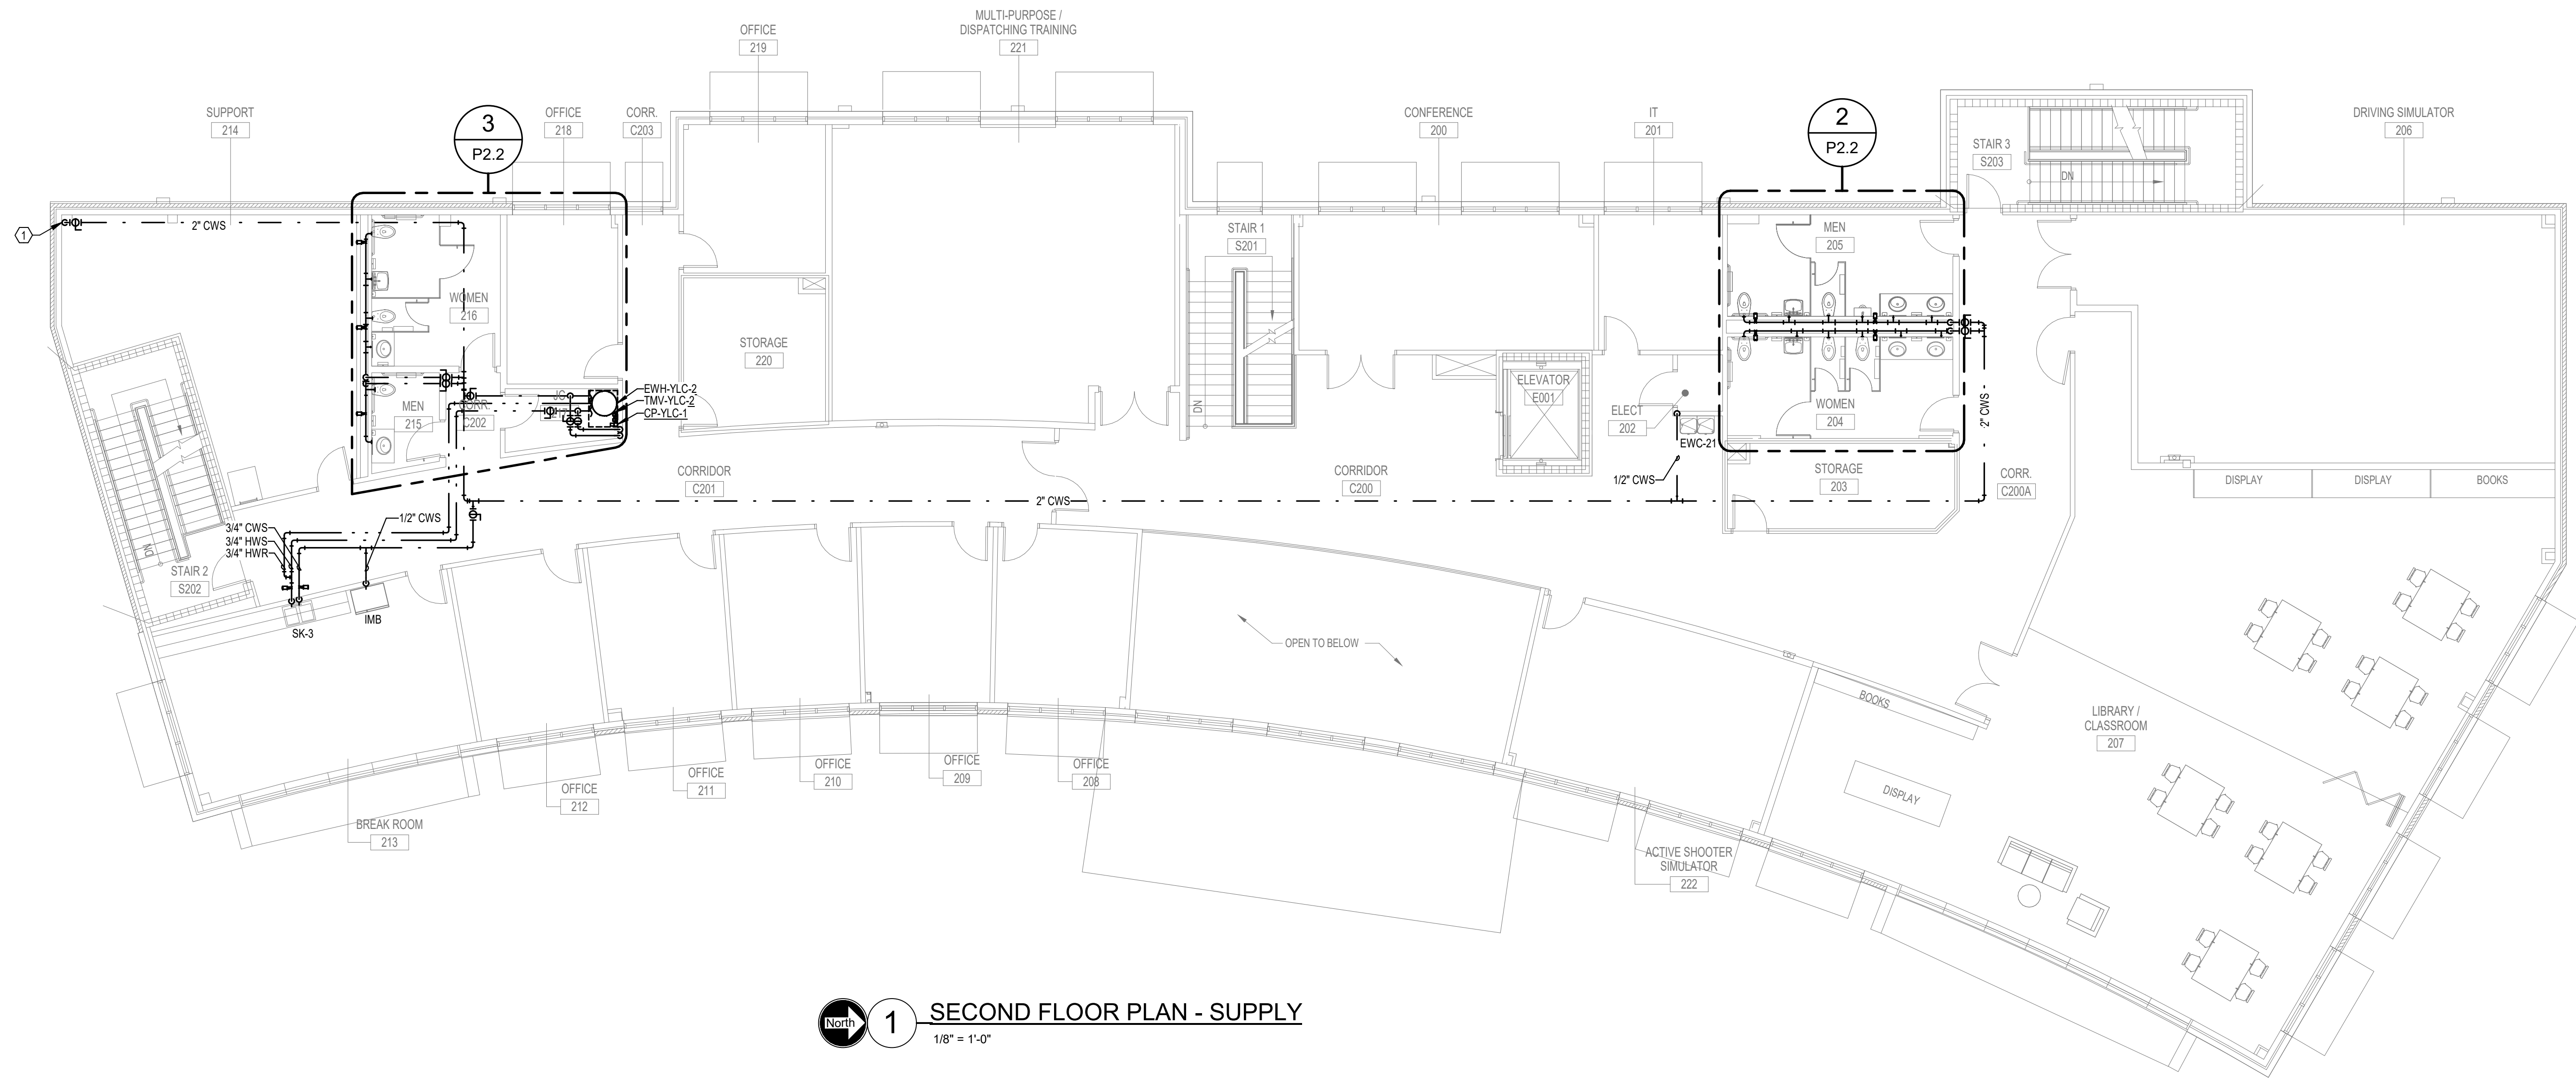 MULTI-PURPOSE /
DISPATCHING TRAINING
221
OFFICE
219
SUPPORT
214
3
P2.2
OFFICE
218
CORR.
C203
CONFERENCE
200
IT
201
2
P2.2
STAIR 3
S203
DN
DRIVING SIMULATOR
206
1
2" CWS
WOMEN
216
STAIR 1
S201
DN
MEN
205
STORAGE
220
EWH-YLC-2
TMV-YLC-2
CP-YLC-1
JC
217
MEN
215
CORR.
C202
ELEVATOR
E001
ELECT
202
EWC-21
WOMEN
204
2" CWS
CORRIDOR
C201
CORRIDOR
C200
1/2" CWS
STORAGE
203
CORR.
C200A
DISPLAY
DISPLAY
BOOKS
2" CWS
1/2" CWS
3/4" CWS
3/4" HWS
3/4" HWR
DN
STAIR 2
S202
SK-3
IMB
OPEN TO BELOW
BOOKS
LIBRARY /
CLASSROOM
207
DISPLAY
OFFICE
208
OFFICE
209
OFFICE
210
OFFICE
211
OFFICE
212
BREAK ROOM
213
ACTIVE SHOOTER
SIMULATOR
222
North
1
SECOND FLOOR PLAN - SUPPLY
1/8" = 1'-0"